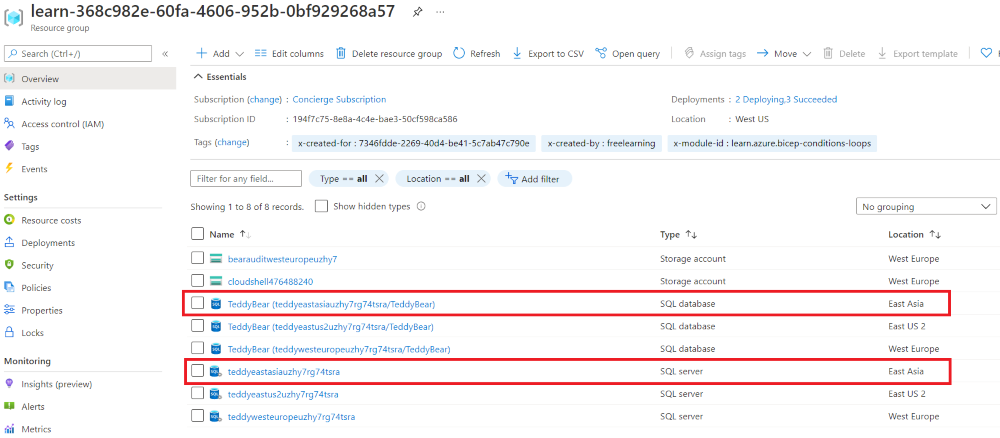 learn-368c982e-60fa-4606-952b-0bf929268a57
Resource group
Search (Ctrl+/)
Add
Edit columns
Delete resource group
Refresh
Export to CSV
Open query
Assign tags
Move
Delete
Export template
Overview
Activity log
Access control (IAM)
Tags
Events
Settings
Resource costs
Deployments
Security
Policies
Properties
Locks
Monitoring
Insights (preview)
Alerts
Metrics
Essentials
Subscription (change) : Concierge Subscription
Deployments : 2 Deploying,3 Succeeded
Subscription ID : 194f7c75-8e8a-4c4e-bae3-50cf598ca586
Location : West US
Tags (change) : x-created-for : 7346fdde-2269-40d4-be41-5c7ab47c790e x-created-by : freelearning x-module-id : learn.azure.bicep-conditions-loops
Filter for any field...
Type == all
Location == all
Add filter
Showing 1 to 8 of 8 records.
Show hidden types
No grouping
Name Type Location
bearauditwesteuropeuzhy7 Storage account West Europe
cloudshell476488240 Storage account West Europe
TeddyBear (teddyeastasiauzhy7rg74tsra/TeddyBear) SQL database East Asia
TeddyBear (teddyeastus2uzhy7rg74tsra/TeddyBear) SQL database East US 2
TeddyBear (teddywesteuropeuzhy7rg74tsra/TeddyBear) SQL database West Europe
teddyeastasiauzhy7rg74tsra SQL server East Asia
teddyeastus2uzhy7rg74tsra SQL server East US 2
teddywesteuropeuzhy7rg74tsra SQL server West Europe